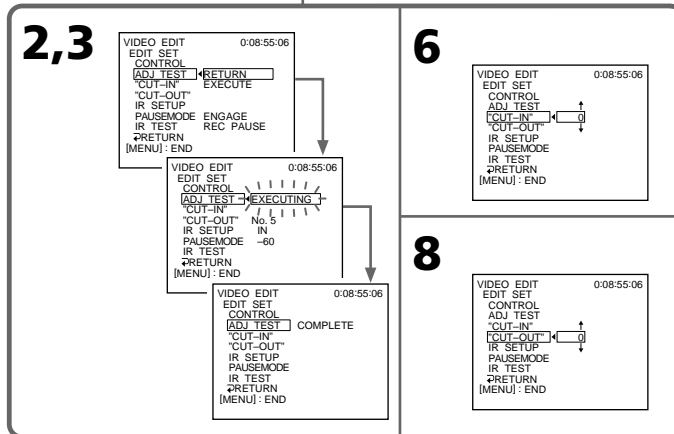 2,3
VIDEO EDIT 0:08:55:06
EDIT SET
CONTROL
ADJ TEST RETURN
"CUT–IN" EXECUTE
"CUT–OUT"
IR SETUP
PAUSEMODE ENGAGE
IR TEST REC PAUSE
RETURN
[MENU] : END
VIDEO EDIT 0:08:55:06
EDIT SET
CONTROL
ADJ TEST EXECUTING
"CUT–IN"
"CUT–OUT" No. 5
IR SETUP IN
PAUSEMODE –60
IR TEST
RETURN
[MENU] : END
VIDEO EDIT 0:08:55:06
EDIT SET
CONTROL
ADJ TEST COMPLETE
"CUT–IN"
"CUT–OUT"
IR SETUP
PAUSEMODE
IR TEST
RETURN
[MENU] : END
6
VIDEO EDIT 0:08:55:06
EDIT SET
CONTROL
ADJ TEST
"CUT–IN" 0
"CUT–OUT"
IR SETUP
PAUSEMODE
IR TEST
RETURN
[MENU] : END
8
VIDEO EDIT 0:08:55:06
EDIT SET
CONTROL
ADJ TEST
"CUT–IN"
"CUT–OUT" 0
IR SETUP
PAUSEMODE
IR TEST
RETURN
[MENU] : END